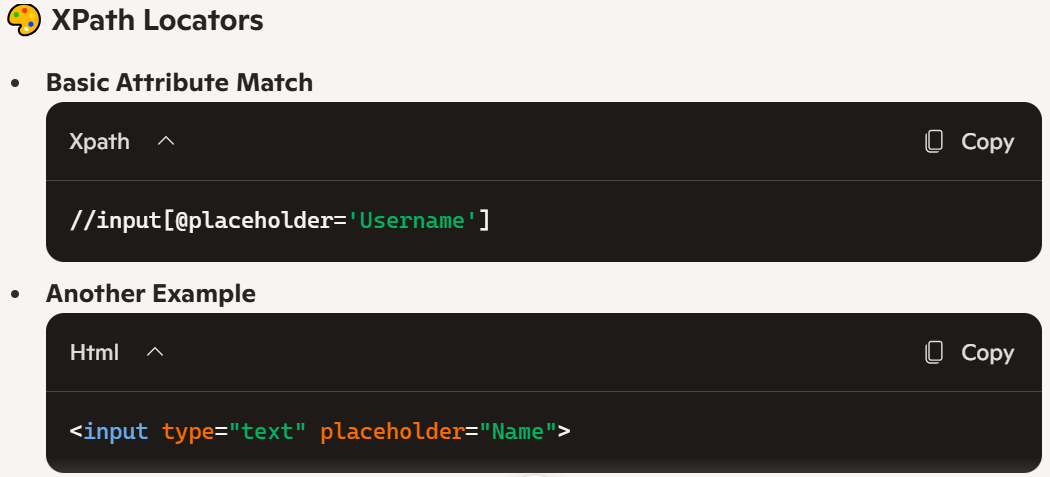 XPath Locators
Basic Attribute Match
Xpath Copy
//input[@placeholder='Username']
Another Example
Html Copy
<input type="text" placeholder="Name">